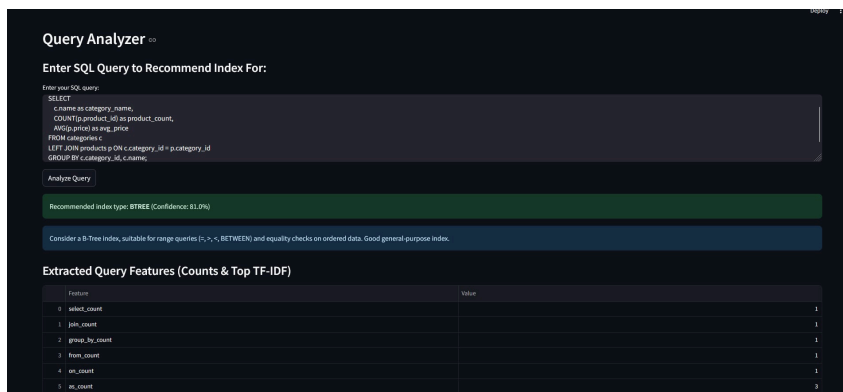 Deploy
Query Analyzer
Enter SQL Query to Recommend Index For:
Enter your SQL query:
SELECT
c.name as category_name,
COUNT(p.product_id) as product_count,
AVG(p.price) as avg_price
FROM categories c
LEFT JOIN products p ON c.category_id = p.category_id
GROUP BY c.category_id, c.name;
Analyze Query
Recommended index type: BTREE (Confidence: 81.0%)
Consider a B-Tree index, suitable for range queries (=, >, <, BETWEEN) and equality checks on ordered data. Good general-purpose index.
Extracted Query Features (Counts & Top TF-IDF)
Feature Value
0 select_count 1
1 join_count 1
2 group_by_count 1
3 from_count 1
4 on_count 1
5 as_count 3